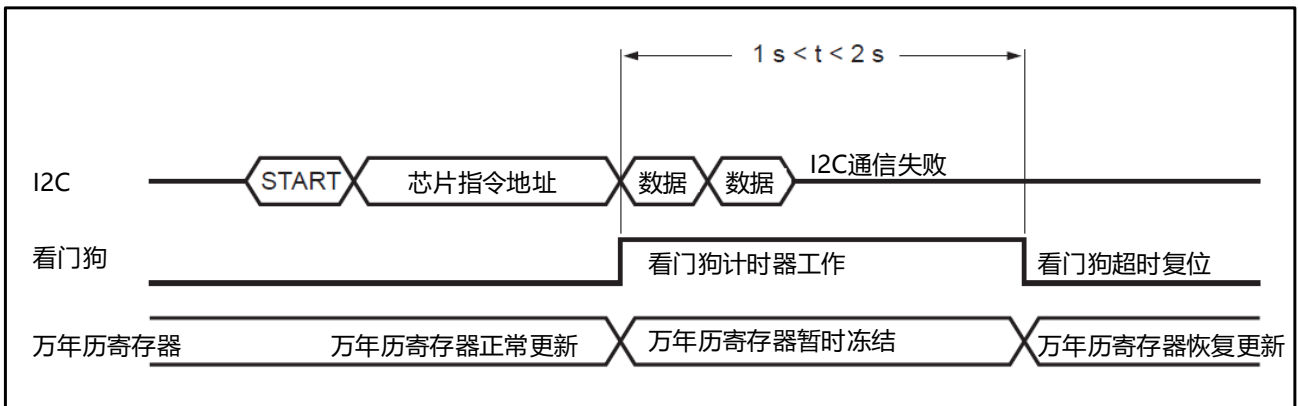 1 s < t < 2 s
I2C START 芯片指令地址 数据 数据 I2C通信失败
看门狗 看门狗计时器工作 看门狗超时复位
万年历寄存器 万年历寄存器正常更新 万年历寄存器暂时冻结 万年历寄存器恢复更新